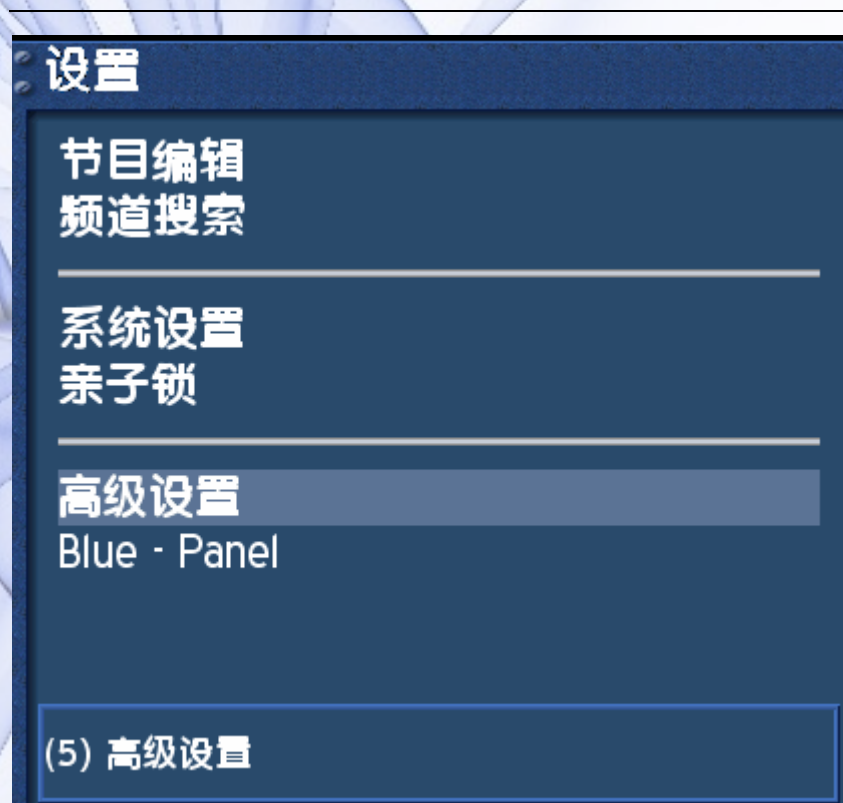 设置
节目编辑
频道搜索
系统设置
亲子锁
高级设置
Blue - Panel
(5) 高级设置